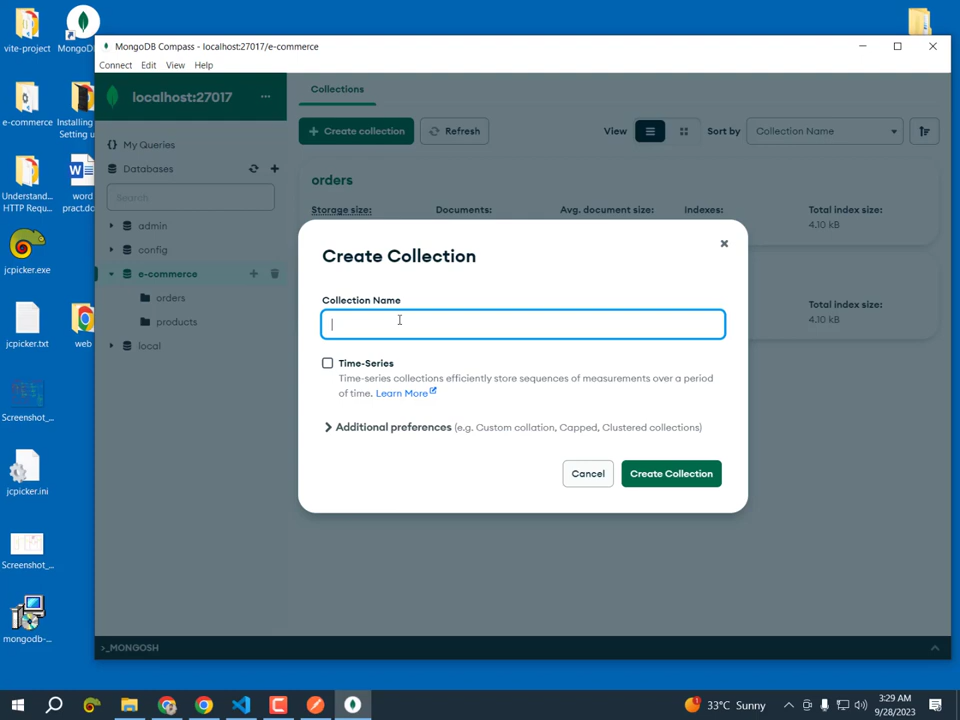 vite-project
MongoDB
MongoDB Compass - localhost:27017/e-commerce
Connect Edit View Help
localhost:27017
...
Collections
Create collection
Refresh
View
Sort by
Collection Name
e-commerce
Installing
Setting u
{} My Queries
Databases
Search
orders
Storage size:
Documents:
Avg. document size:
Indexes:
Total index size:
4.10 kB
Understand...
HTTP Requ...
word
pract.do
admin
config
e-commerce
orders
products
local
jcpicker.exe
Create Collection
Collection Name
Total index size:
4.10 kB
jcpicker.txt
web
Time-Series
Time-series collections efficiently store sequences of measurements over a period
of time. Learn More
Additional preferences (e.g. Custom collation, Capped, Clustered collections)
Cancel
Create Collection
Screenshot_...
jcpicker.ini
Screenshot_...
mongodb-...
>_MONGOSH
33°C Sunny
3:29 AM
9/28/2023